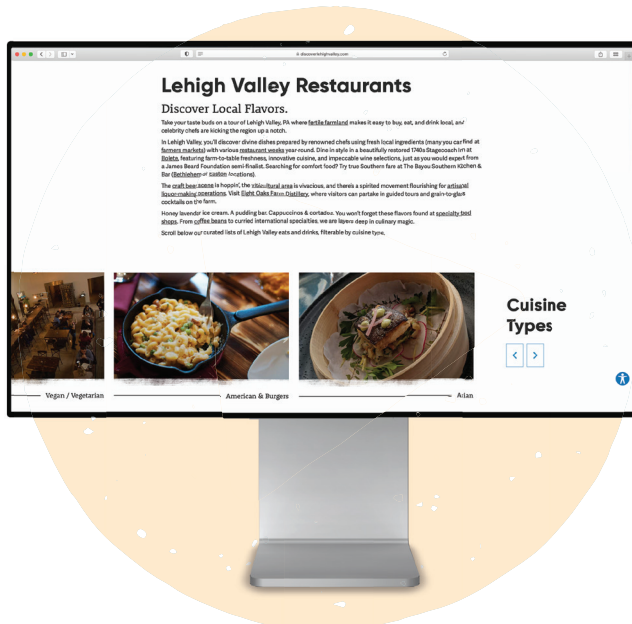 discoverlehighvalley.com
Lehigh Valley Restaurants
Discover Local Flavors.
Take your taste buds on a tour of Lehigh Valley, PA where fertile farmland makes it easy to buy, eat, and drink local, and
celebrity chefs are kicking the region up a notch.
In Lehigh Valley, you'll discover divine dishes prepared by renowned chefs using fresh local ingredients (many you can find at
farmers markets) with various restaurant weeks year-round. Dine in style in a beautifully restored 1740s Stagecoach Inn at
Bolete, featuring farm-to-table freshness, innovative cuisine, and impeccable wine selections, just as you would expect from
a James Beard Foundation semi-finalist. Searching for comfort food? Try true Southern fare at The Bayou Southern Kitchen &
Bar (Bethlehem or Easton locations).
The craft beer scene is hoppin', the viticultural area is vivacious, and there's a spirited movement flourishing for artisanal
liquor-making operations. Visit Eight Oaks Farm Distillery, where visitors can partake in guided tours and grain-to-glass
cocktails on the farm.
Honey lavender ice cream. A pudding bar. Cappuccinos & cortados. You won't forget these flavors found at specialty food
shops. From coffee beans to curried international specialties, we are layers deep in culinary magic.
Scroll below our curated lists of Lehigh Valley eats and drinks, filterable by cuisine type.
Cuisine
Types
Vegan / Vegetarian
American & Burgers
Asian